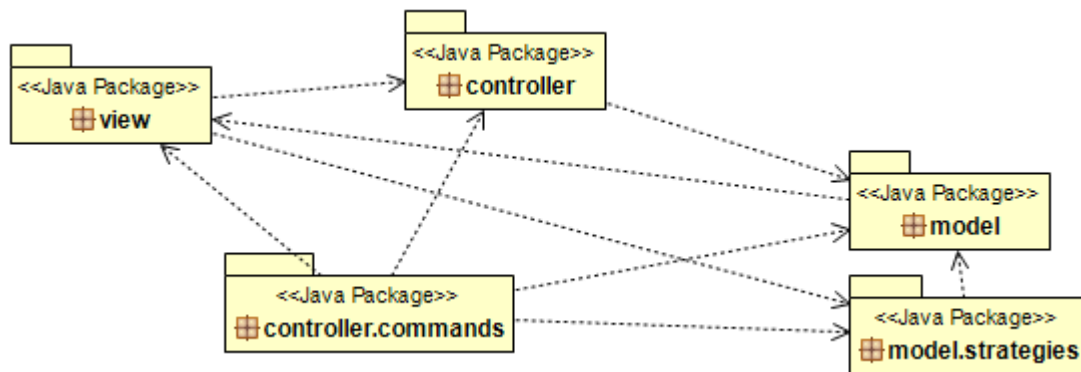 <<Java Package>>
controller
<<Java Package>>
view
<<Java Package>>
model
<<Java Package>>
controller.commands
<<Java Package>>
model.strategies